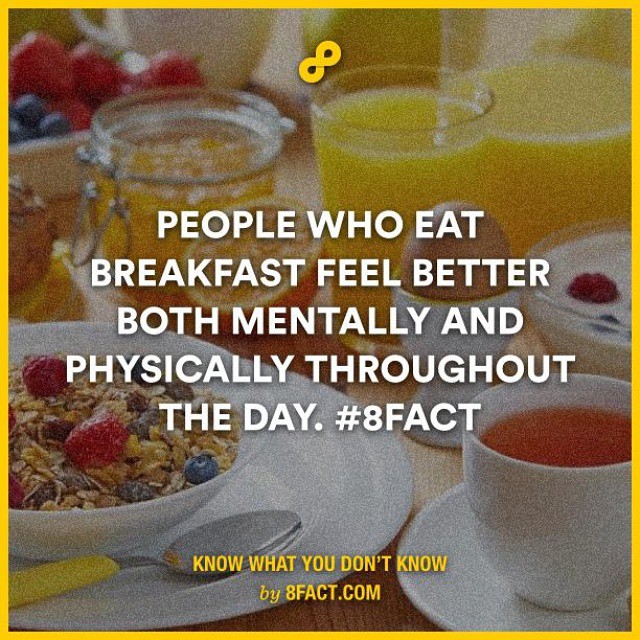 PEOPLE WHO EAT
BREAKFAST FEEL BETTER
BOTH MENTALLY AND
PHYSICALLY THROUGHOUT
THE DAY. #8FACT
KNOW WHAT YOU DON'T KNOW
by 8FACT.COM